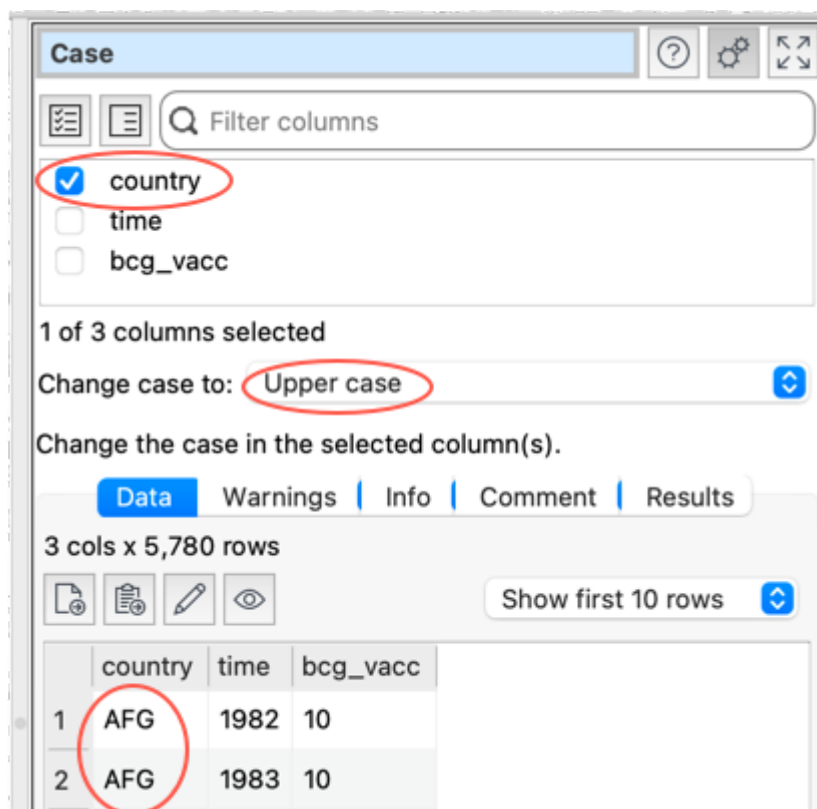 Case
Filter columns
country
time
bcg_vacc
1 of 3 columns selected
Change case to: Upper case
Change the case in the selected column(s).
Data Warnings Info Comment Results
3 cols x 5,780 rows
Show first 10 rows
country time bcg_vacc
1 AFG 1982 10
2 AFG 1983 10